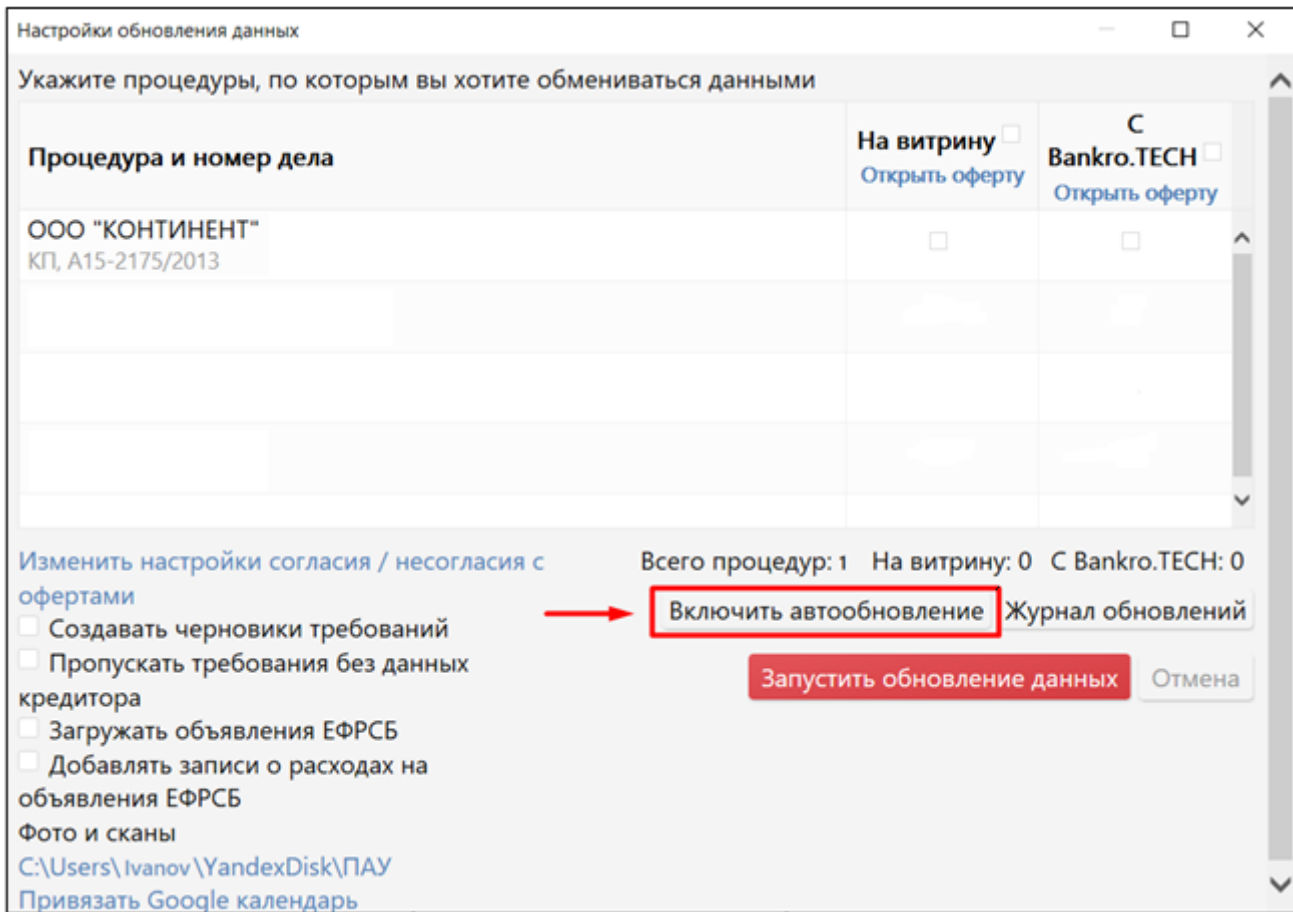 Настройки обновления данных
Укажите процедуры, по которым вы хотите обмениваться данными
Процедура и номер дела
На витрину
Открыть оферту
С
Bankro.TECH
Открыть оферту
ООО "КОНТИНЕНТ"
КП, А15-2175/2013
Изменить настройки согласия / несогласия с
офертами
Всего процедур: 1 На витрину: 0 С Bankro.TECH: 0
Включить автообновление
Журнал обновлений
Создавать черновики требований
Пропускать требования без данных
кредитора
Запустить обновление данных
Отмена
Загружать объявления ЕФРСБ
Добавлять записи о расходах на
объявления ЕФРСБ
Фото и сканы
C:\Users\Ivanov\YandexDisk\ПАУ
Привязать Google календарь